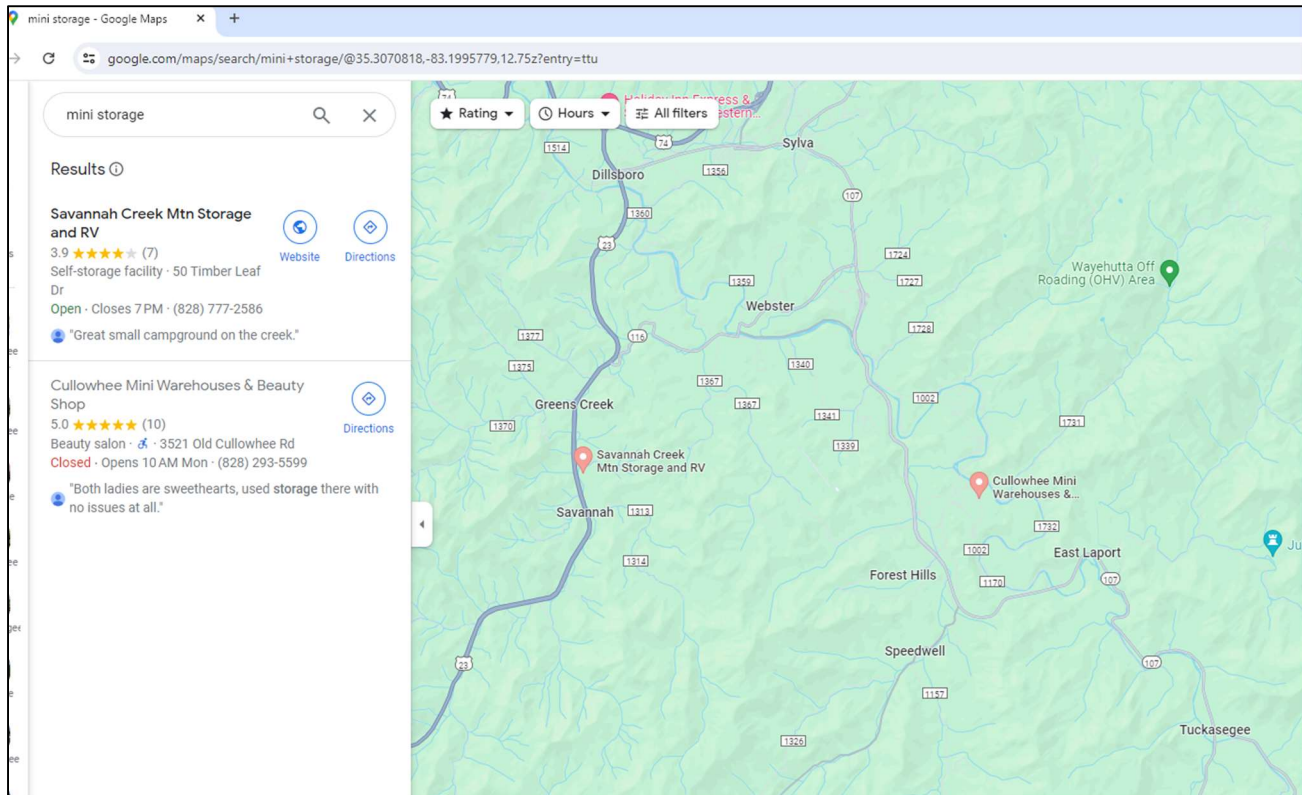 mini storage - Google Maps
google.com/maps/search/mini+storage/@35.3070818,-83.1995779,12.75z?entry=ttu
mini storage
Results
Savannah Creek Mtn Storage
and RV
3.9 (7)
Self-storage facility · 50 Timber Leaf
Dr
Open · Closes 7 PM · (828) 777-2586
"Great small campground on the creek."
Website
Directions
Cullowhee Mini Warehouses & Beauty
Shop
5.0 (10)
Beauty salon · 3521 Old Cullowhee Rd
Closed · Opens 10 AM Mon · (828) 293-5599
"Both ladies are sweethearts, used storage there with
no issues at all."
Directions
Rating
Hours
All filters
74
Holiday Inn Express &
estern...
1514
74
Sylva
Dillsboro
1356
107
1360
23
1724
Wayehutta Off
Roading (OHV) Area
1359
1727
Webster
1728
1377
116
1375
1340
1367
1002
Greens Creek
1367
1341
1731
1370
1339
Savannah Creek
Mtn Storage and RV
Cullowhee Mini
Warehouses &...
Savannah
1313
1732
Ju
1002
East Laport
1314
Forest Hills
1170
107
Speedwell
23
107
1157
Tuckasegee
1326